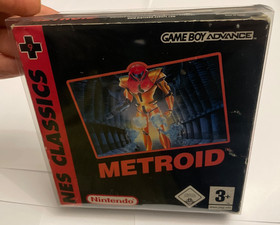 GAME BOY ADVANCE
NES CLASSICS
METROID
Nintendo
3+